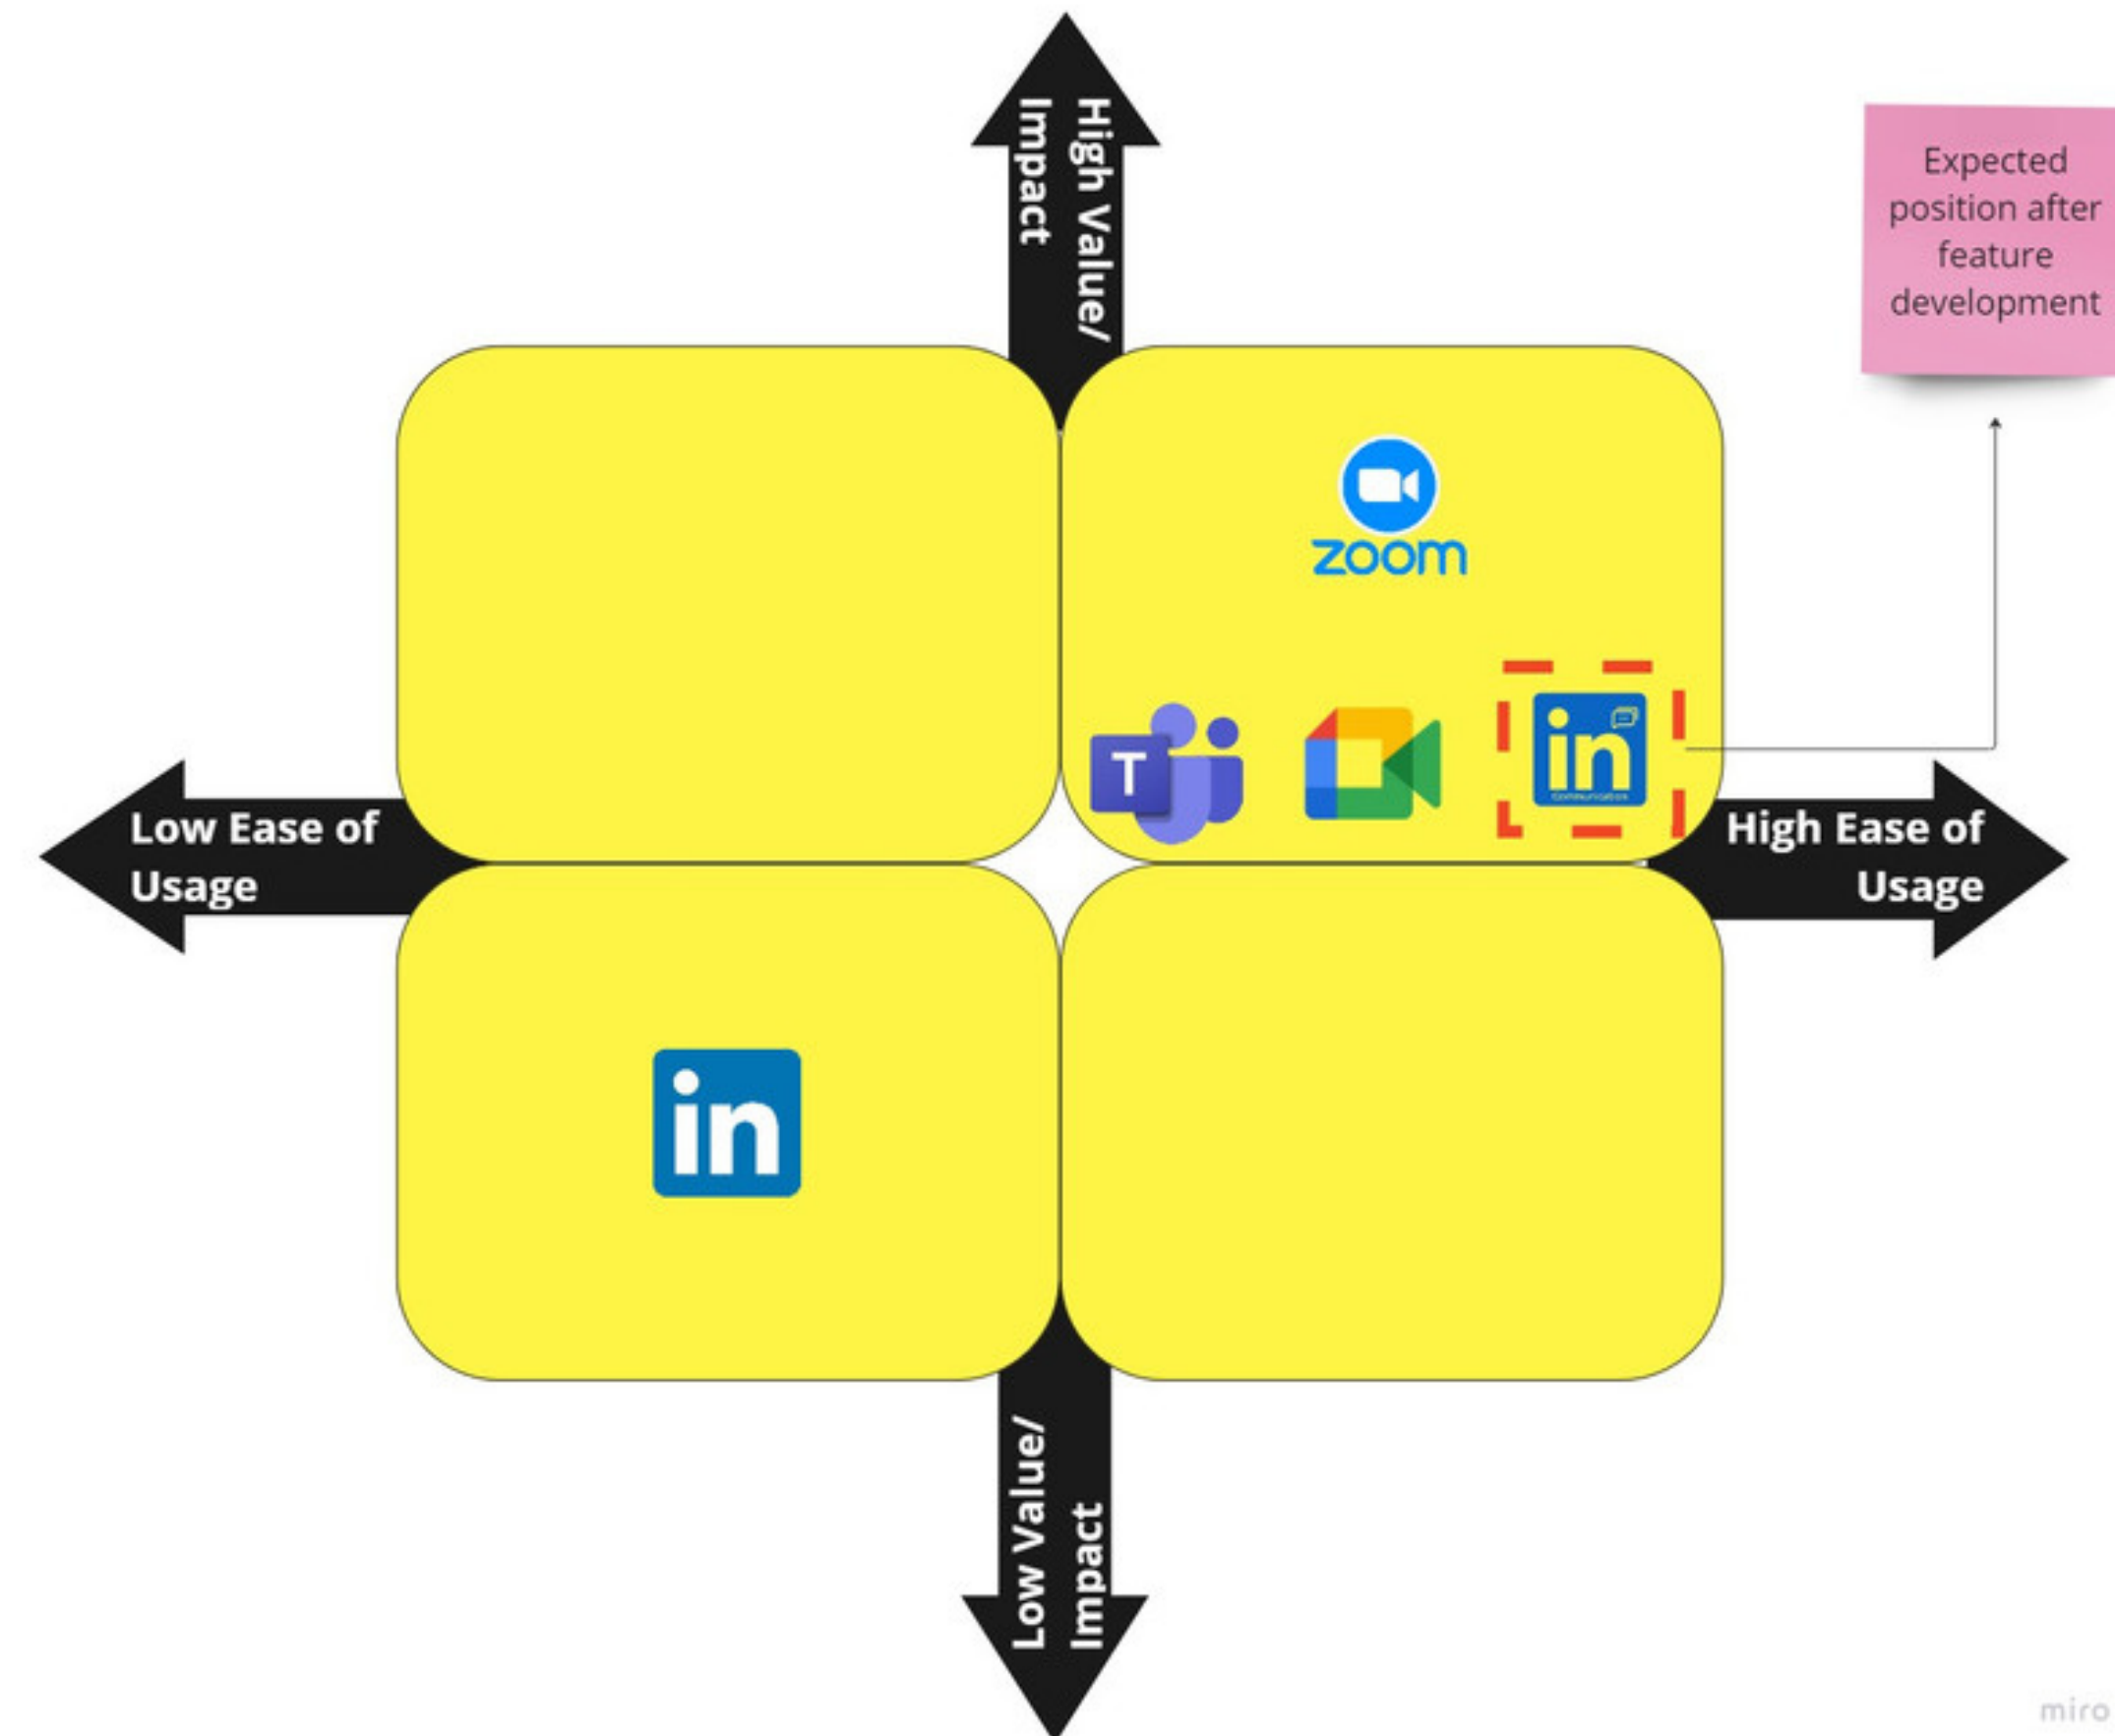 High Value/
Impact
Expected
position after
feature
development
zoom
T
in
Communication
Low Ease of
Usage
High Ease of
Usage
in
Low Value/
Impact
miro